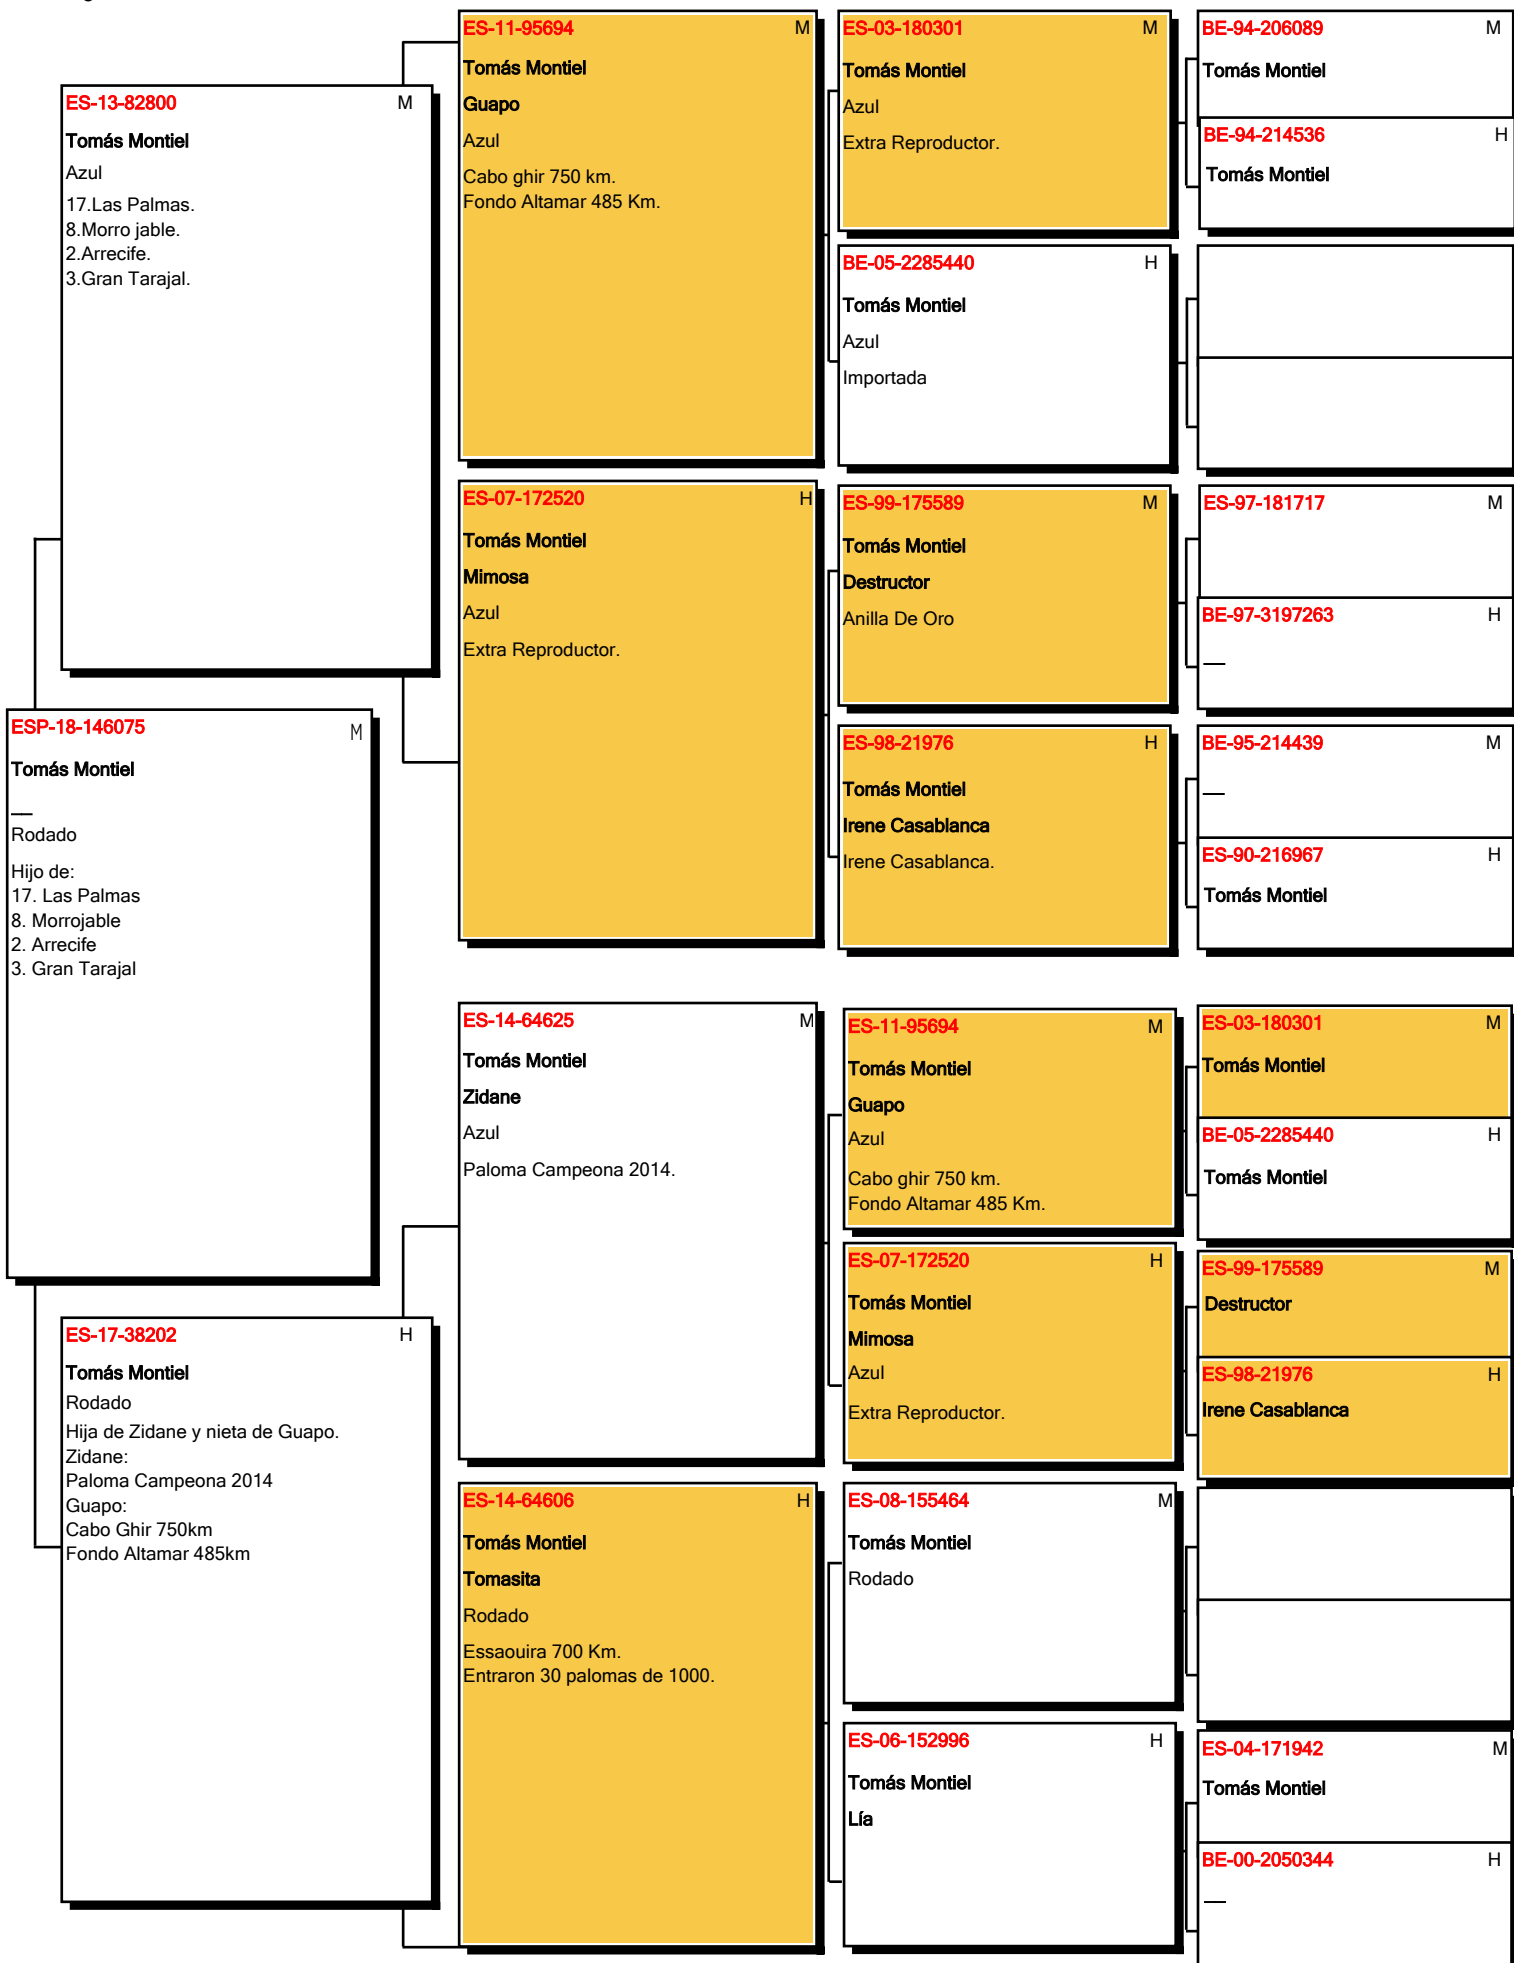 ES-13-82800 M
Tomás Montiel
Azul
17.Las Palmas.
8.Morro jable.
2.Arrecife.
3.Gran Tarajal.
ESP-18-146075 M
Tomás Montiel
__
Rodado
Hijo de:
17. Las Palmas
8. Morrojable
2. Arrecife
3. Gran Tarajal
ES-17-38202 H
Tomás Montiel
Rodado
Hija de Zidane y nieta de Guapo.
Zidane:
Paloma Campeona 2014
Guapo:
Cabo Ghir 750km
Fondo Altamar 485km
ES-11-95694 M
Tomás Montiel
Guapo
Azul
Cabo ghir 750 km.
Fondo Altamar 485 Km.
ES-07-172520 H
Tomás Montiel
Mimosa
Azul
Extra Reproductor.
ES-14-64625 M
Tomás Montiel
Zidane
Azul
Paloma Campeona 2014.
ES-14-64606 H
Tomás Montiel
Tomasita
Rodado
Essaouira 700 Km.
Entraron 30 palomas de 1000.
ES-03-180301 M
Tomás Montiel
Azul
Extra Reproductor.
BE-05-2285440 H
Tomás Montiel
Azul
Importada
ES-99-175589 M
Tomás Montiel
Destructor
Anilla De Oro
ES-98-21976 H
Tomás Montiel
Irene Casablanca
Irene Casablanca.
ES-11-95694 M
Tomás Montiel
Guapo
Azul
Cabo ghir 750 km.
Fondo Altamar 485 Km.
ES-07-172520 H
Tomás Montiel
Mimosa
Azul
Extra Reproductor.
ES-08-155464 M
Tomás Montiel
Rodado
ES-06-152996 H
Tomás Montiel
Lía
BE-94-206089 M
Tomás Montiel
BE-94-214536 H
Tomás Montiel
ES-97-181717 M
BE-97-3197263 H
__
BE-95-214439 M
__
ES-90-216967 H
Tomás Montiel
ES-03-180301 M
Tomás Montiel
BE-05-2285440 H
Tomás Montiel
ES-99-175589 M
Destructor
ES-98-21976 H
Irene Casablanca
ES-04-171942 M
Tomás Montiel
BE-00-2050344 H
__